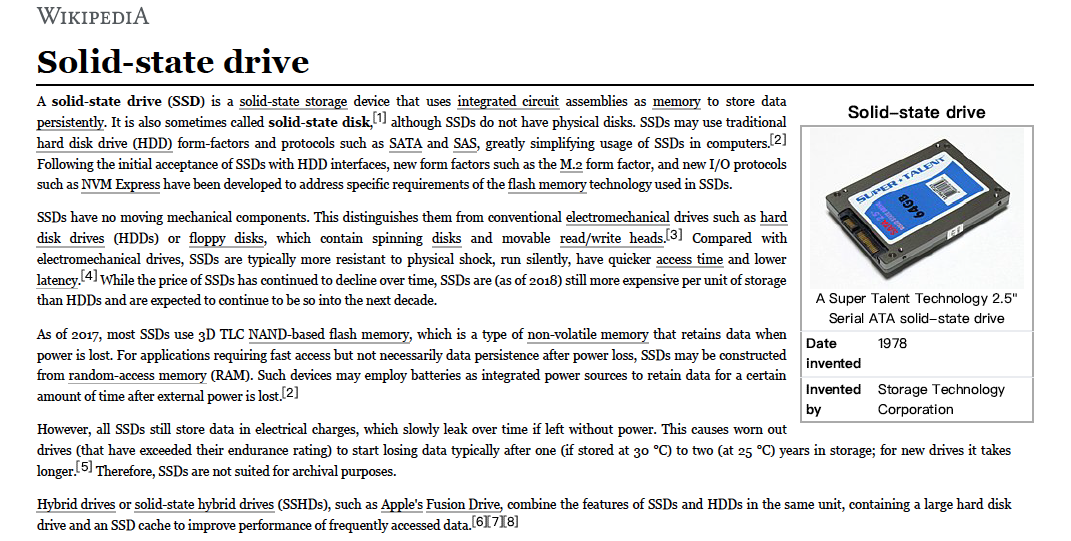 WIKIPEDIA
Solid-state drive
A solid-state drive (SSD) is a solid-state storage device that uses integrated circuit assemblies as memory to store data
persistently. It is also sometimes called solid-state disk,[1] although SSDs do not have physical disks. SSDs may use traditional
hard disk drive (HDD) form-factors and protocols such as SATA and SAS, greatly simplifying usage of SSDs in computers.[2]
Following the initial acceptance of SSDs with HDD interfaces, new form factors such as the M.2 form factor, and new I/O protocols
such as NVM Express have been developed to address specific requirements of the flash memory technology used in SSDs.
SSDs have no moving mechanical components. This distinguishes them from conventional electromechanical drives such as hard
disk drives (HDDs) or floppy disks, which contain spinning disks and movable read/write heads.[3] Compared with
electromechanical drives, SSDs are typically more resistant to physical shock, run silently, have quicker access time and lower
latency.[4] While the price of SSDs has continued to decline over time, SSDs are (as of 2018) still more expensive per unit of storage
than HDDs and are expected to continue to be so into the next decade.
As of 2017, most SSDs use 3D TLC NAND-based flash memory, which is a type of non-volatile memory that retains data when
power is lost. For applications requiring fast access but not necessarily data persistence after power loss, SSDs may be constructed
from random-access memory (RAM). Such devices may employ batteries as integrated power sources to retain data for a certain
amount of time after external power is lost.[2]
However, all SSDs still store data in electrical charges, which slowly leak over time if left without power. This causes worn out
drives (that have exceeded their endurance rating) to start losing data typically after one (if stored at 30 °C) to two (at 25 °C) years in storage; for new drives it takes
longer.[5] Therefore, SSDs are not suited for archival purposes.
Hybrid drives or solid-state hybrid drives (SSHDs), such as Apple's Fusion Drive, combine the features of SSDs and HDDs in the same unit, containing a large hard disk
drive and an SSD cache to improve performance of frequently accessed data.[6][7][8]
Solid-state drive
SUPER★TALENT
64GB
SATA 2.5"
A Super Talent Technology 2.5"
Serial ATA solid-state drive
Date 1978
invented
Invented Storage Technology
by Corporation